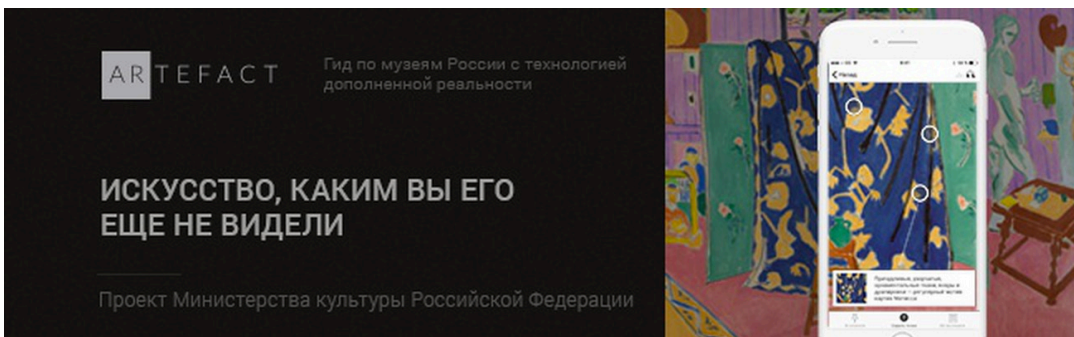 ARTEFACT
Гид по музеям России с технологией
дополненной реальности
ИСКУССТВО, КАКИМ ВЫ ЕГО
ЕЩЕ НЕ ВИДЕЛИ
Проект Министерства культуры Российской Федерации
Назад